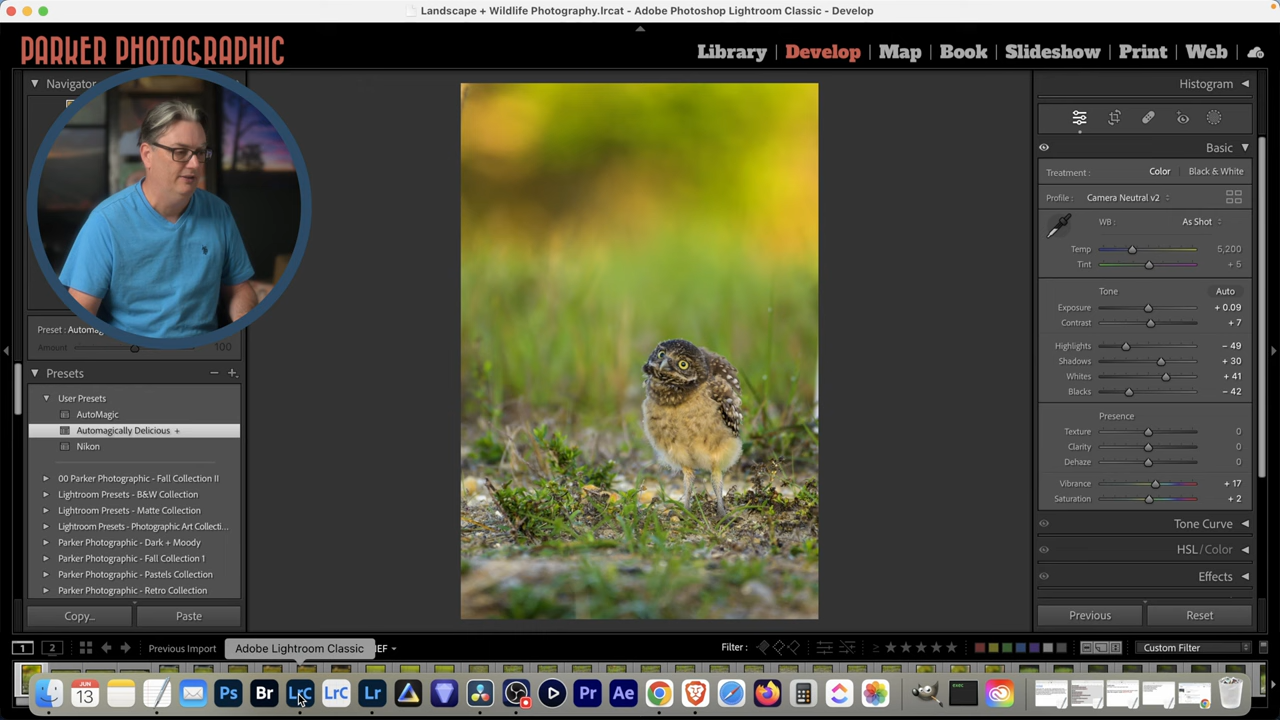 Landscape + Wildlife Photography.lrcat - Adobe Photoshop Lightroom Classic - Develop
PARKER PHOTOGRAPHIC
Library | Develop | Map | Book | Slideshow | Print | Web
Navigator
Preset : Automag
Amount 100
Presets
User Presets
AutoMagic
Automagically Delicious +
Nikon
00 Parker Photographic - Fall Collection II
Lightroom Presets - B&W Collection
Lightroom Presets - Matte Collection
Lightroom Presets - Photographic Art Collecti...
Parker Photographic - Dark + Moody
Parker Photographic - Fall Collection 1
Parker Photographic - Pastels Collection
Parker Photographic - Retro Collection
Copy... Paste
Histogram
Basic
Treatment : Color Black & White
Profile : Camera Neutral v2
WB : As Shot
Temp 5,200
Tint + 5
Tone Auto
Exposure + 0.09
Contrast + 7
Highlights - 49
Shadows + 30
Whites + 41
Blacks - 42
Presence
Texture 0
Clarity 0
Dehaze 0
Vibrance + 17
Saturation + 2
Tone Curve
HSL / Color
Effects
Previous Reset
1 2 Previous Import Adobe Lightroom Classic EF Filter : Custom Filter
JUN
13
Ps Br LrC LrC Lr Pr Ae